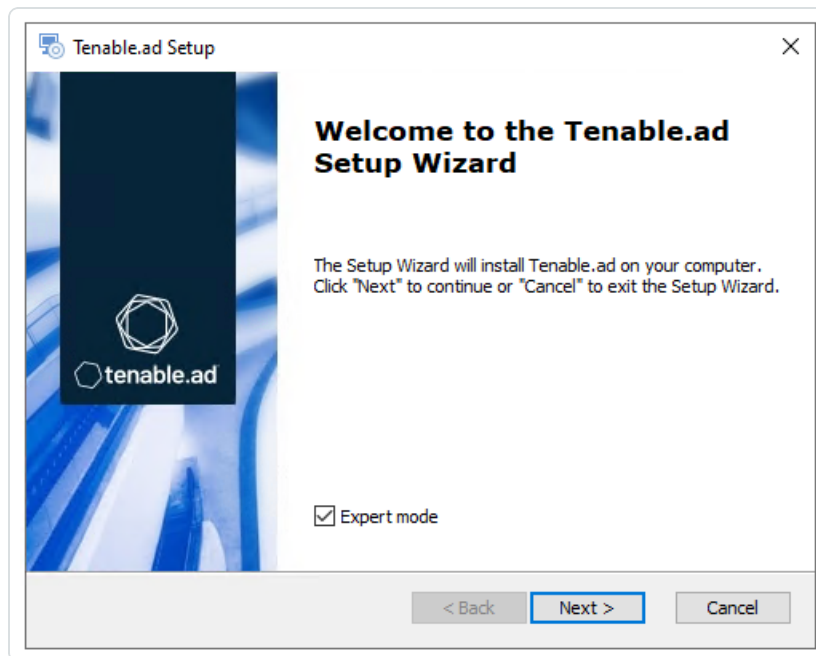 Tenable.ad Setup
Welcome to the Tenable.ad
Setup Wizard
The Setup Wizard will install Tenable.ad on your computer.
Click "Next" to continue or "Cancel" to exit the Setup Wizard.
tenable.ad
Expert mode
< Back Next > Cancel